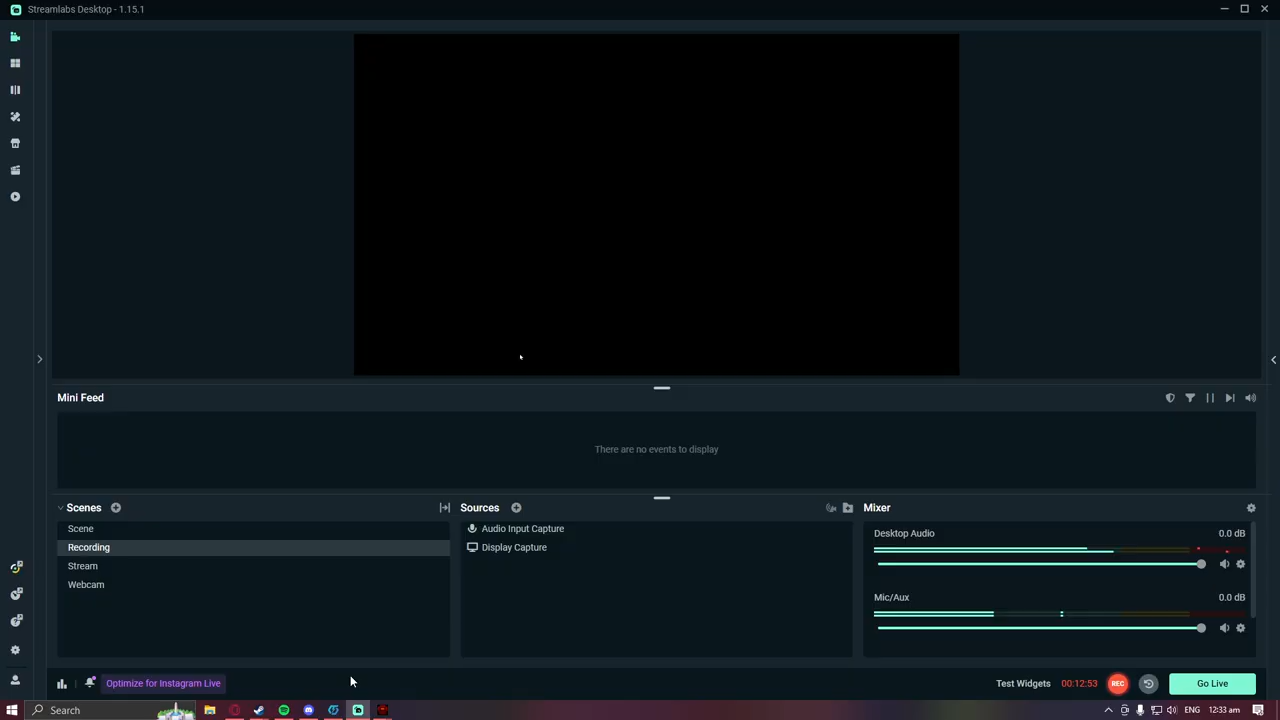 Streamlabs Desktop - 1.15.1
Mini Feed
There are no events to display
Scenes
Scene
Recording
Stream
Webcam
Sources
Audio Input Capture
Display Capture
Mixer
Desktop Audio 0.0 dB
Mic/Aux 0.0 dB
Optimize for Instagram Live
Test Widgets 00:12:53 REC Go Live
Search
ENG 12:33 am